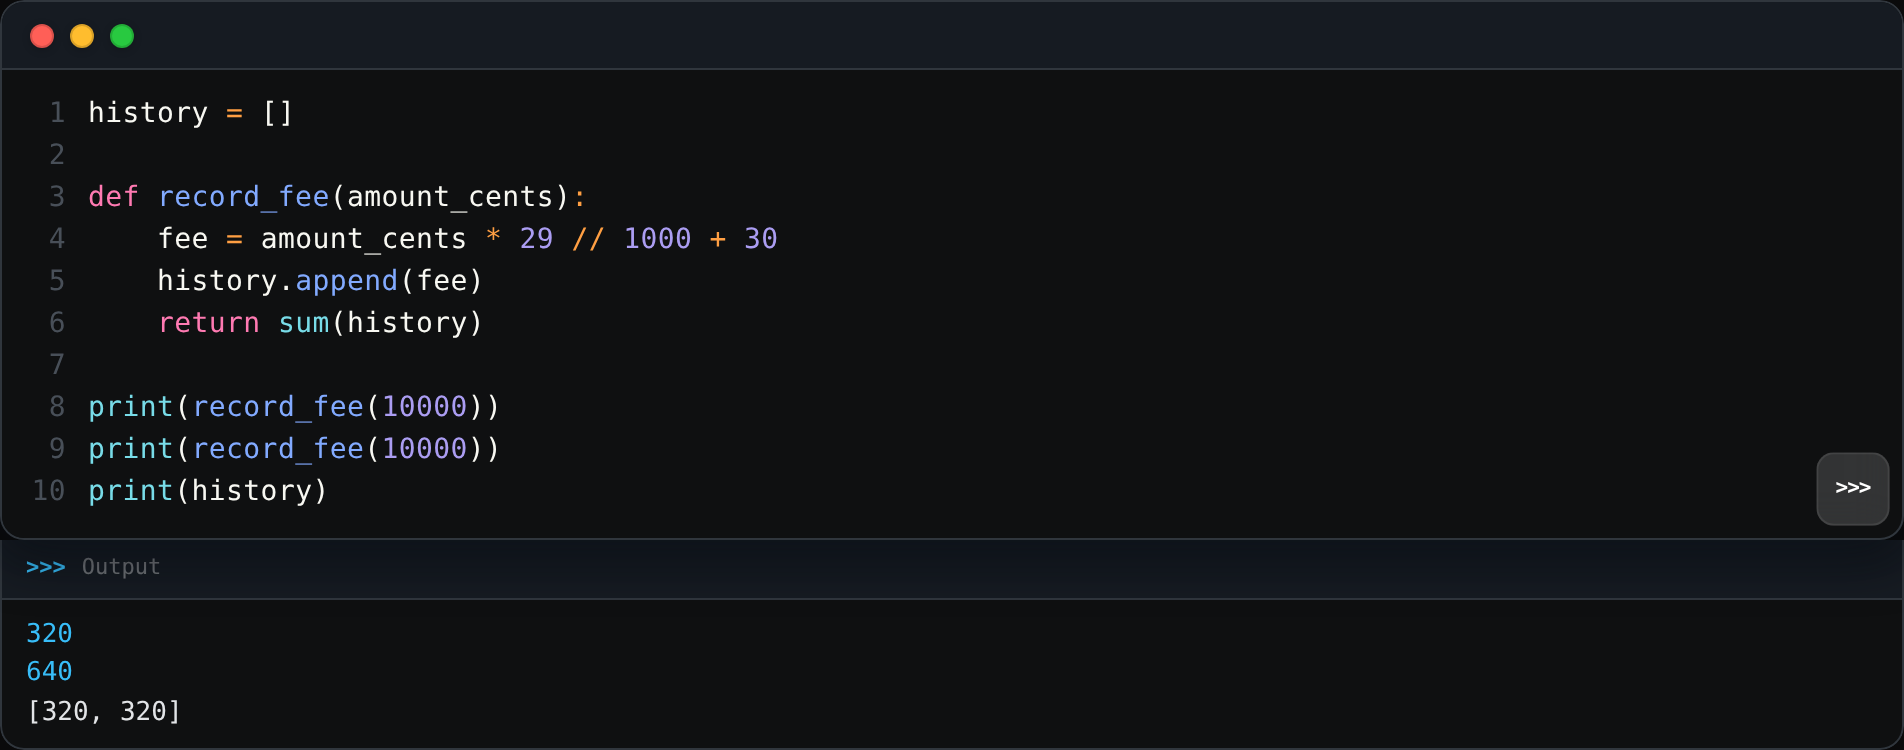 1 history = []
2
3 def record_fee(amount_cents):
4     fee = amount_cents * 29 // 1000 + 30
5     history.append(fee)
6     return sum(history)
7
8 print(record_fee(10000))
9 print(record_fee(10000))
10 print(history)
>>>
>>> Output
320
640
[320, 320]